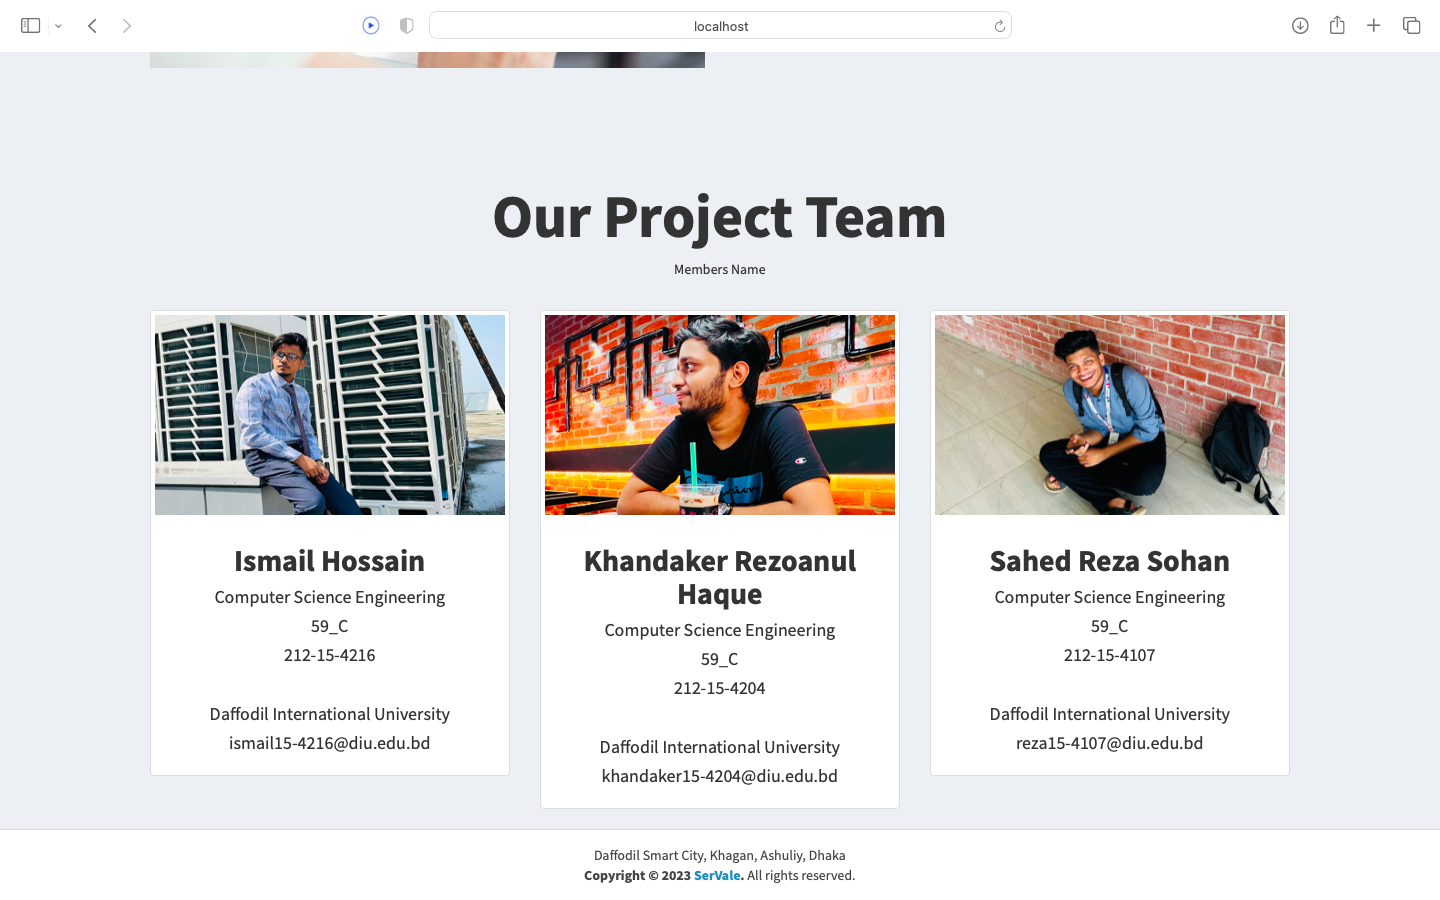 localhost
Our Project Team
Members Name
Ismail Hossain
Computer Science Engineering
59_C
212-15-4216
Daffodil International University
ismail15-4216@diu.edu.bd
Khandaker Rezoanul
Haque
Computer Science Engineering
59_C
212-15-4204
Daffodil International University
khandaker15-4204@diu.edu.bd
Sahed Reza Sohan
Computer Science Engineering
59_C
212-15-4107
Daffodil International University
reza15-4107@diu.edu.bd
Daffodil Smart City, Khagan, Ashuliy, Dhaka
Copyright © 2023 SerVale. All rights reserved.